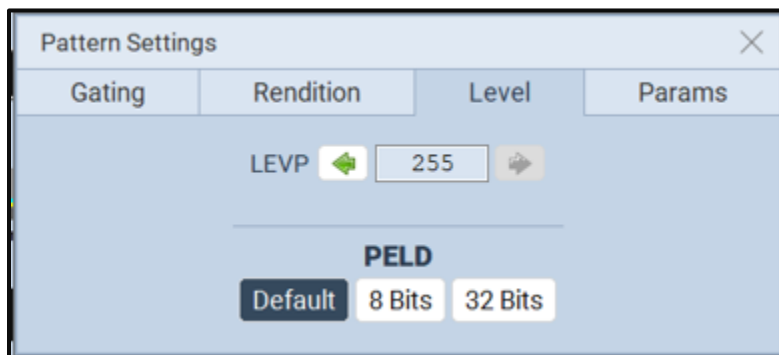 Pattern Settings
Gating Rendition Level Params
LEVP 255
PELD
Default 8 Bits 32 Bits